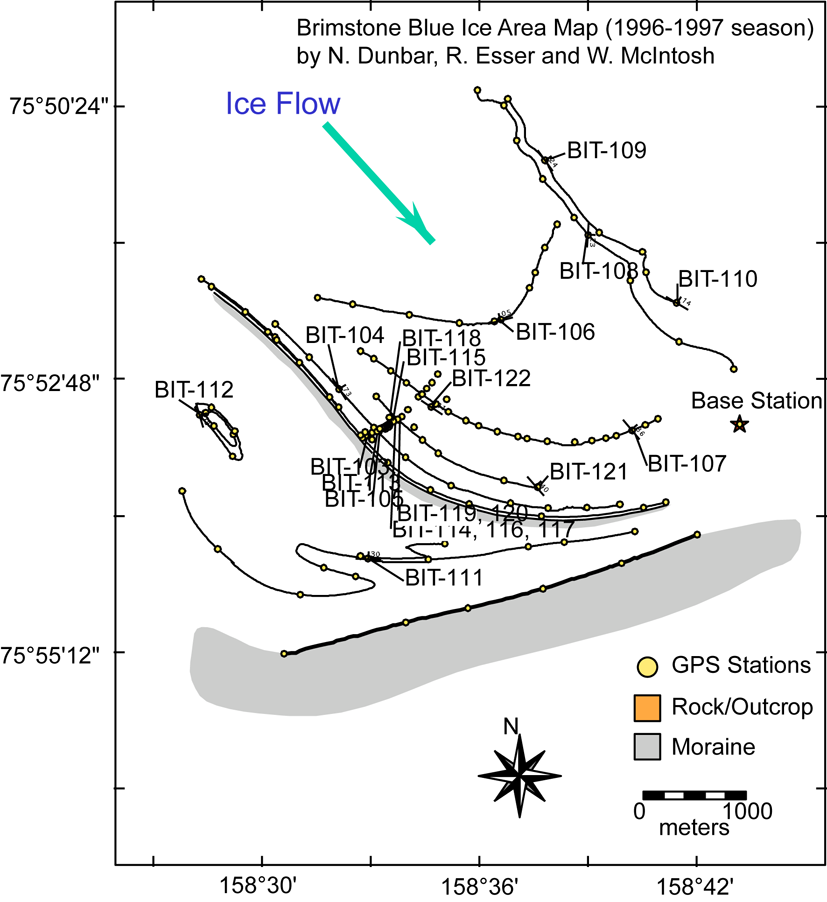 Brimstone Blue Ice Area Map (1996-1997 season)
by N. Dunbar, R. Esser and W. McIntosh
75°50'24"
Ice Flow
BIT-109
BIT-108
BIT-110
BIT-106
BIT-104
BIT-118
BIT-115
BIT-122
75°52'48"
BIT-112
Base Station
BIT-107
BIT-121
BIT-103
BIT-113
BIT-105
BIT-119, 120
BIT-114, 116, 117
BIT-111
75°55'12"
GPS Stations
Rock/Outcrop
Moraine
N
0 1000
meters
158°30' 158°36' 158°42'